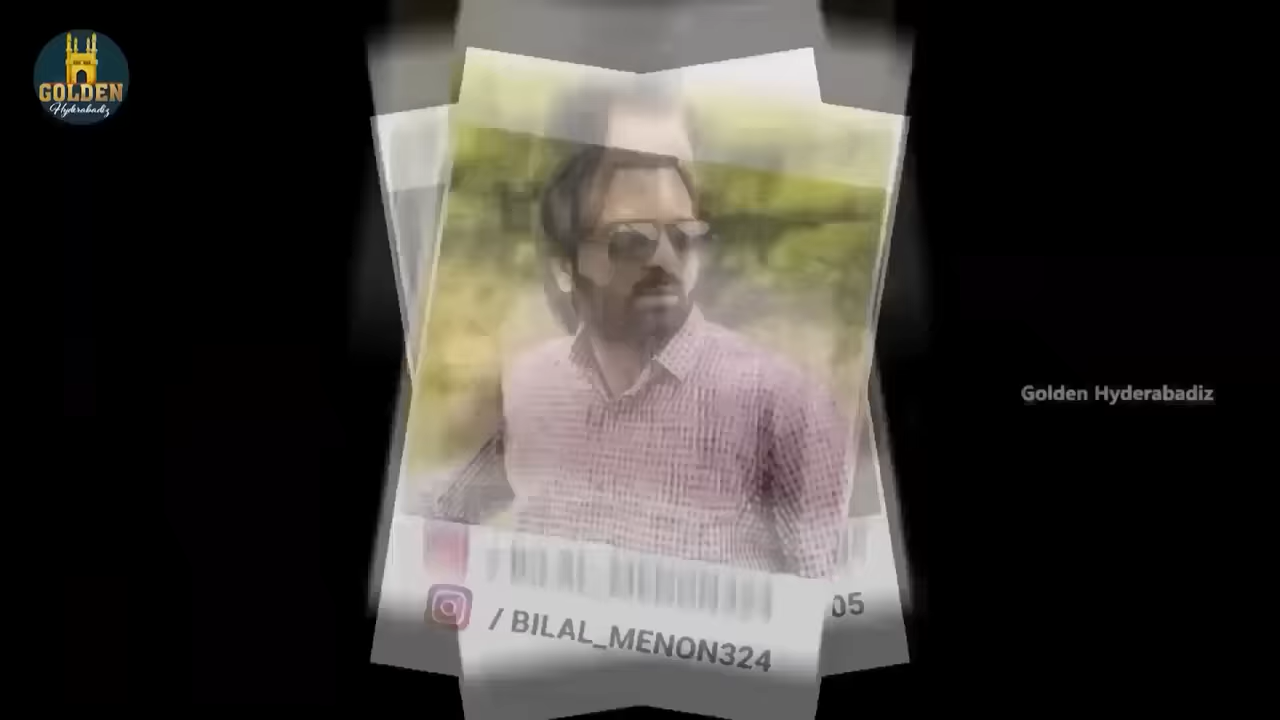 GOLDEN
Hyderabadiz
Golden Hyderabadiz
05
/ BILAL_MENON324